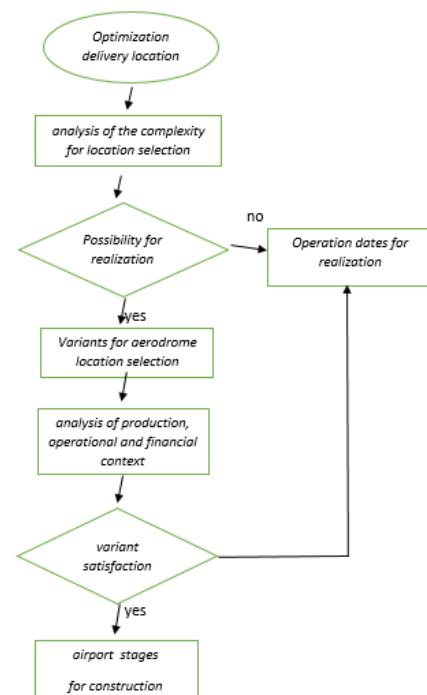 Optimization
delivery location
analysis of the complexity
for location selection
no
Possibility for
realization
Operation dates for
realization
yes
Variants for aerodrome
location selection
analysis of production,
operational and financial
context
variant
satisfaction
yes
airport stages
for construction